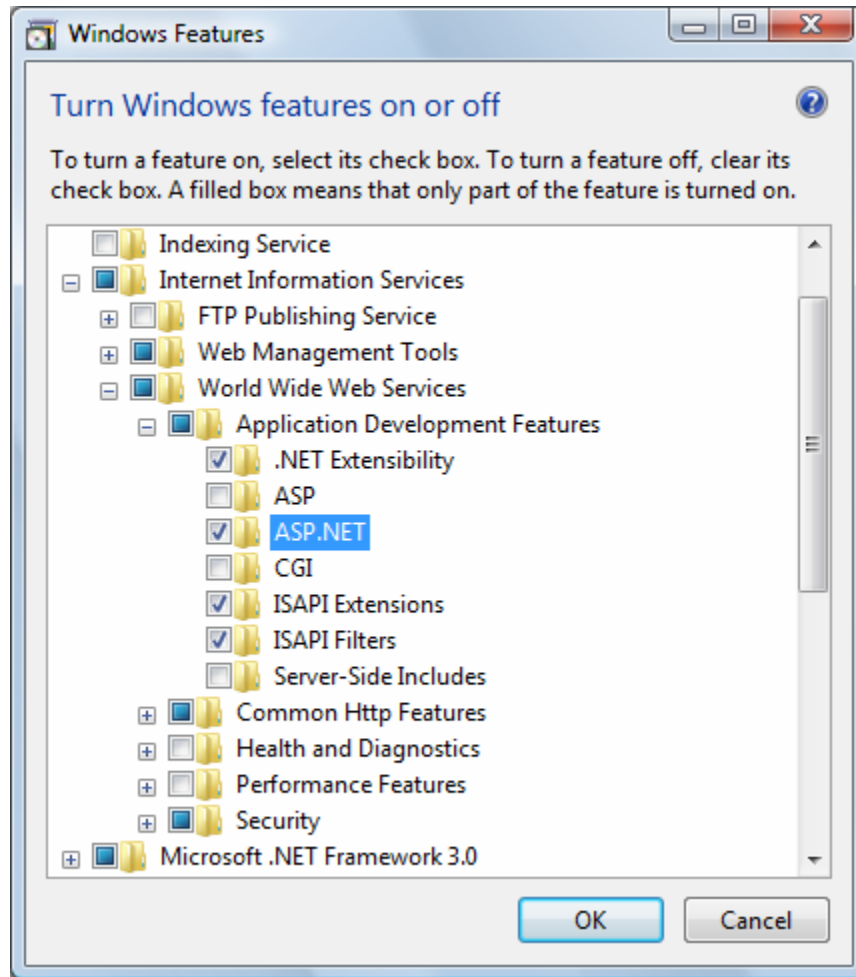 Windows Features
Turn Windows features on or off
To turn a feature on, select its check box. To turn a feature off, clear its
check box. A filled box means that only part of the feature is turned on.
Indexing Service
Internet Information Services
FTP Publishing Service
Web Management Tools
World Wide Web Services
Application Development Features
.NET Extensibility
ASP
ASP.NET
CGI
ISAPI Extensions
ISAPI Filters
Server-Side Includes
Common Http Features
Health and Diagnostics
Performance Features
Security
Microsoft .NET Framework 3.0
OK Cancel